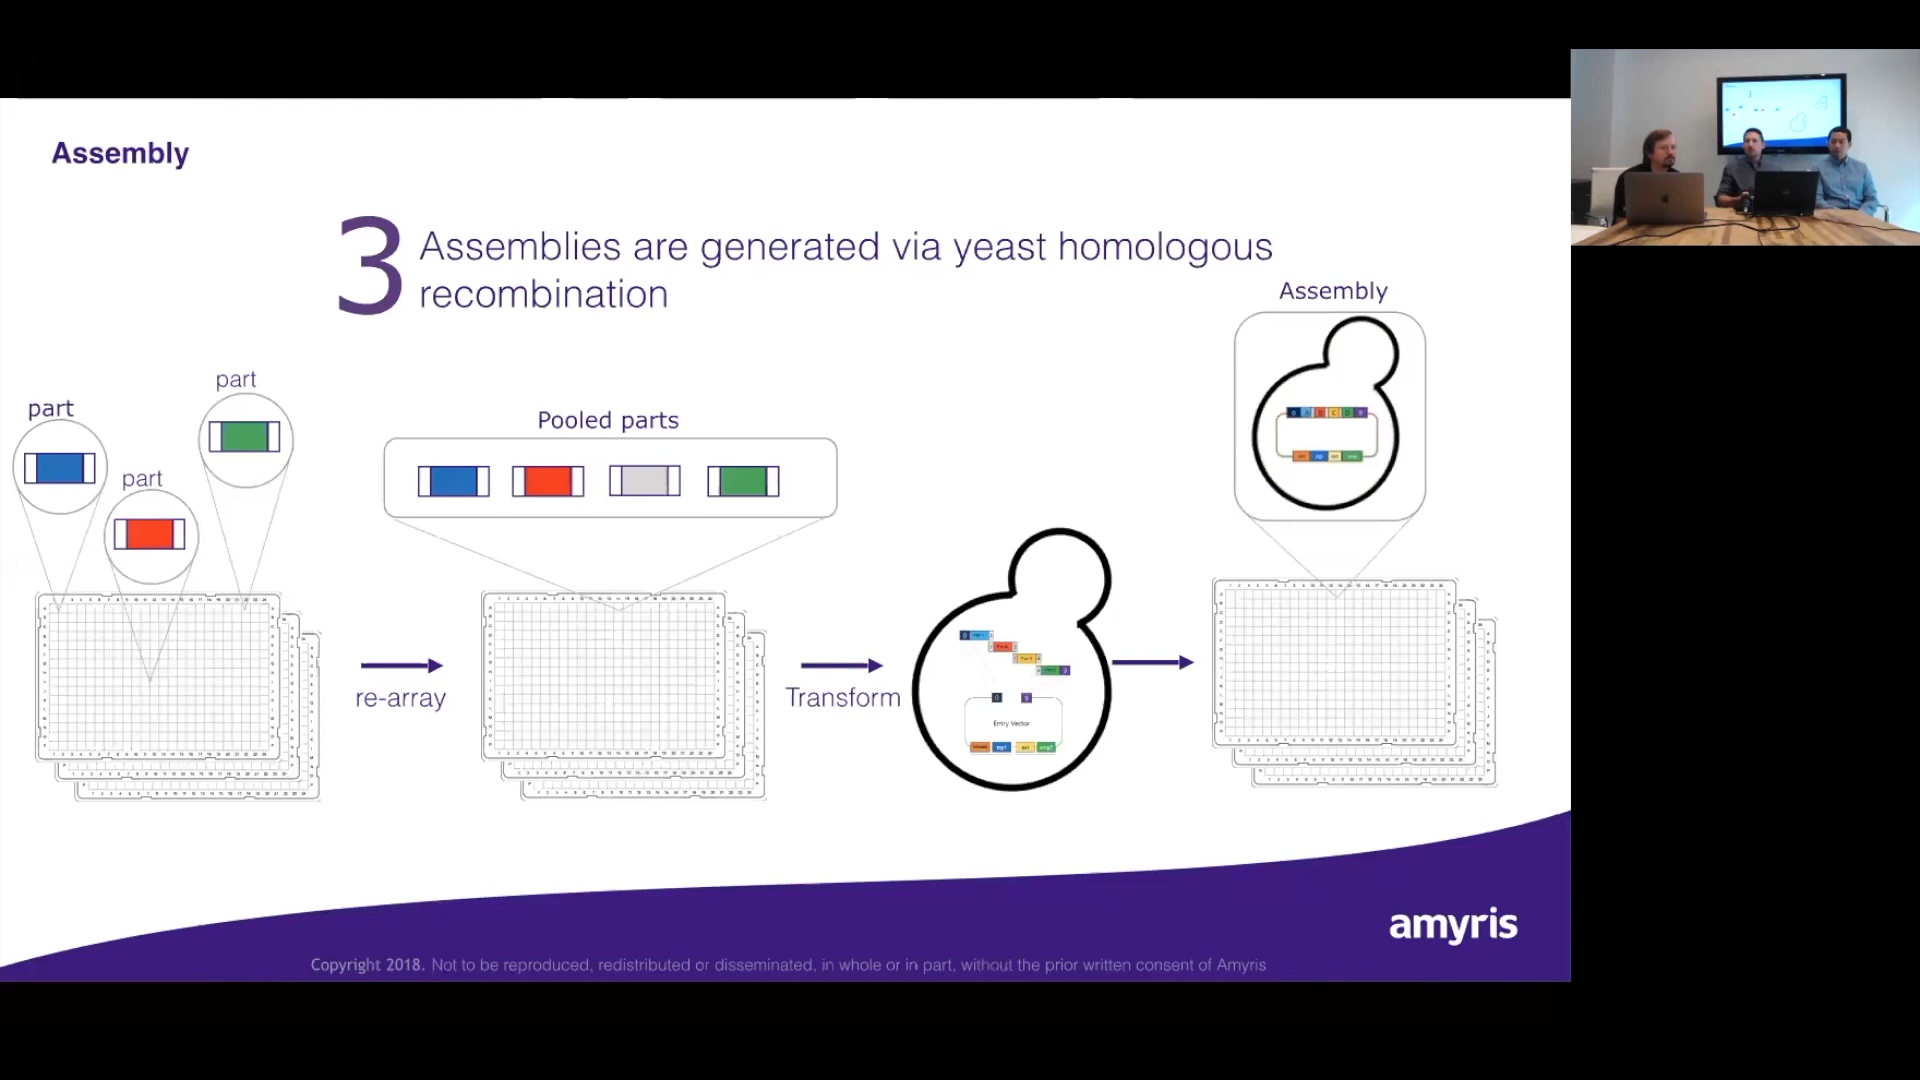 Assembly
3
Assemblies are generated via yeast homologous
recombination
Assembly
part
part
part
Pooled parts
0 A B C D 9
re-array
Transform
Entry Vector
amyris
Copyright 2018. Not to be reproduced, redistributed or disseminated, in whole or in part, without the prior written consent of Amyris